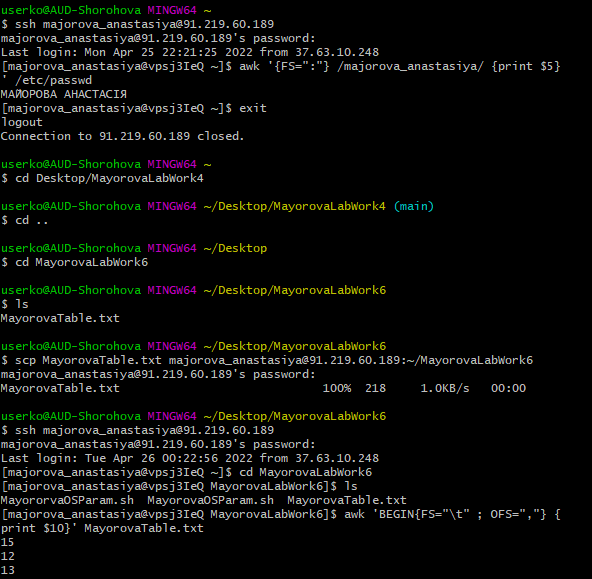 userko@AUD-Shorohova MINGW64 ~
$ ssh majorova_anastasiya@91.219.60.189
majorova_anastasiya@91.219.60.189's password:
Last login: Mon Apr 25 22:21:25 2022 from 37.63.10.248
[majorova_anastasiya@vpsj3IeQ ~]$ awk '{FS=":"} /majorova_anastasiya/ {print $5}
' /etc/passwd
МАЙОРОВА АНАСТАСІЯ
[majorova_anastasiya@vpsj3IeQ ~]$ exit
logout
Connection to 91.219.60.189 closed.
userko@AUD-Shorohova MINGW64 ~
$ cd Desktop/MayorovaLabWork4
userko@AUD-Shorohova MINGW64 ~/Desktop/MayorovaLabWork4 (main)
$ cd ..
userko@AUD-Shorohova MINGW64 ~/Desktop
$ cd MayorovaLabWork6
userko@AUD-Shorohova MINGW64 ~/Desktop/MayorovaLabWork6
$ ls
MayorovaTable.txt
userko@AUD-Shorohova MINGW64 ~/Desktop/MayorovaLabWork6
$ scp MayorovaTable.txt majorova_anastasiya@91.219.60.189:~/MayorovaLabWork6
majorova_anastasiya@91.219.60.189's password:
MayorovaTable.txt 100% 218 1.0KB/s 00:00
userko@AUD-Shorohova MINGW64 ~/Desktop/MayorovaLabWork6
$ ssh majorova_anastasiya@91.219.60.189
majorova_anastasiya@91.219.60.189's password:
Last login: Tue Apr 26 00:22:56 2022 from 37.63.10.248
[majorova_anastasiya@vpsj3IeQ ~]$ cd MayorovaLabWork6
[majorova_anastasiya@vpsj3IeQ MayorovaLabWork6]$ ls
MayororvaOSParam.sh MayorovaOSParam.sh MayorovaTable.txt
[majorova_anastasiya@vpsj3IeQ MayorovaLabWork6]$ awk 'BEGIN{FS="\t" ; OFS=","} {
print $10}' MayorovaTable.txt
15
12
13